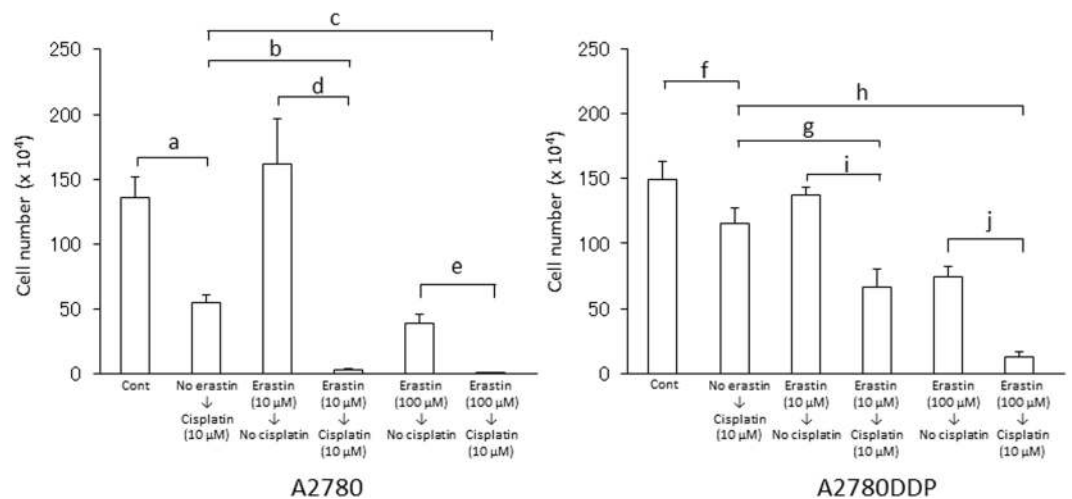 c
b
d
a
e
250
200
150
100
50
0
Cell number (x 10⁴)
Cont
No erastin
↓
Cisplatin
(10 μM)
Erastin
(10 μM)
↓
No cisplatin
Erastin
(10 μM)
↓
Cisplatin
(10 μM)
Erastin
(100 μM)
↓
No cisplatin
Erastin
(100 μM)
↓
Cisplatin
(10 μM)
A2780
f
h
g
i
j
250
200
150
100
50
0
Cell number (x 10⁴)
Cont
No erastin
↓
Cisplatin
(10 μM)
Erastin
(10 μM)
↓
No cisplatin
Erastin
(10 μM)
↓
Cisplatin
(10 μM)
Erastin
(100 μM)
↓
No cisplatin
Erastin
(100 μM)
↓
Cisplatin
(10 μM)
A2780DDP